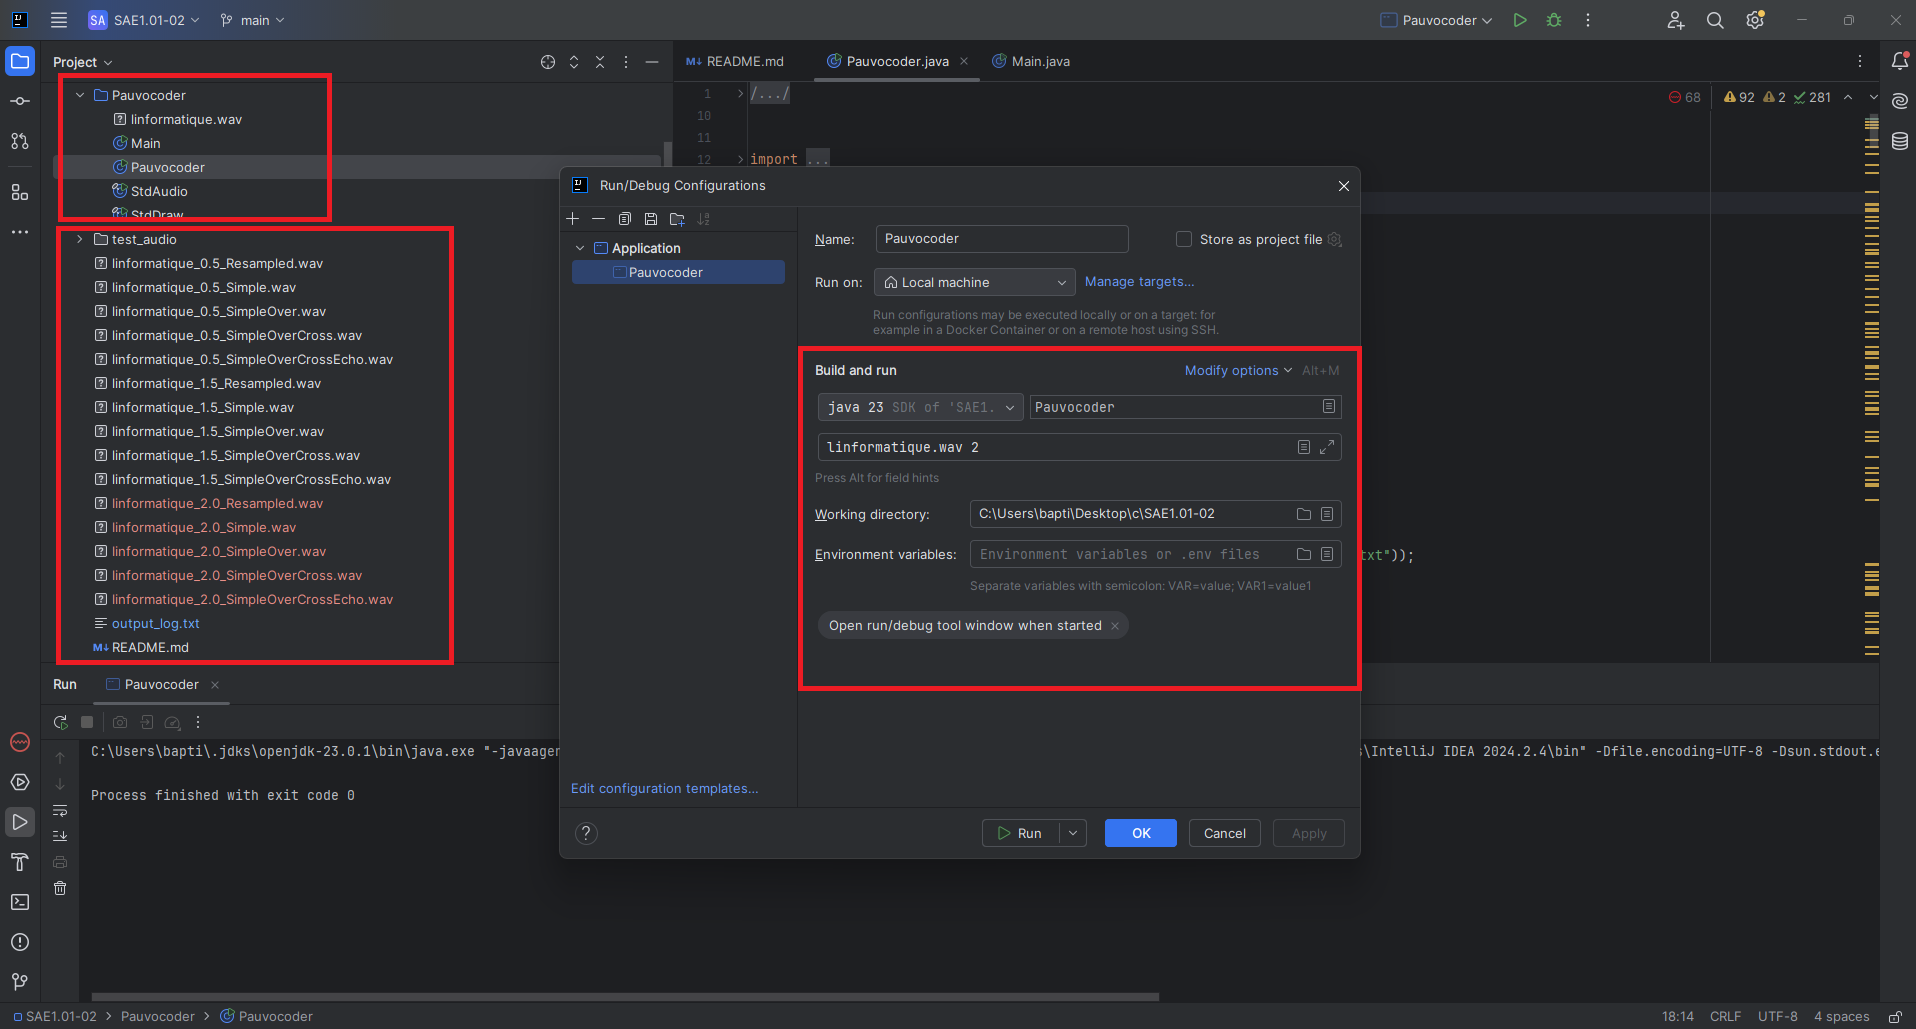 SA SAE1.01-02 main Pauvocoder
Project
Pauvocoder
linformatique.wav
Main
Pauvocoder
StdAudio
StdDraw
test_audio
linformatique_0.5_Resampled.wav
linformatique_0.5_Simple.wav
linformatique_0.5_SimpleOver.wav
linformatique_0.5_SimpleOverCross.wav
linformatique_0.5_SimpleOverCrossEcho.wav
linformatique_1.5_Resampled.wav
linformatique_1.5_Simple.wav
linformatique_1.5_SimpleOver.wav
linformatique_1.5_SimpleOverCross.wav
linformatique_1.5_SimpleOverCrossEcho.wav
linformatique_2.0_Resampled.wav
linformatique_2.0_Simple.wav
linformatique_2.0_SimpleOver.wav
linformatique_2.0_SimpleOverCross.wav
linformatique_2.0_SimpleOverCrossEcho.wav
output_log.txt
M↓ README.md
M↓ README.md Pauvocoder.java Main.java
1 /.../
10
11
12 import ...
68 92 2 281
txt"));
Run/Debug Configurations
Application
Pauvocoder
Edit configuration templates...
Name: Pauvocoder Store as project file
Run on: Local machine Manage targets...
Run configurations may be executed locally or on a target: for
example in a Docker Container or on a remote host using SSH.
Build and run Modify options Alt+M
java 23 SDK of 'SAE1. Pauvocoder
linformatique.wav 2
Press Alt for field hints
Working directory: C:\Users\bapti\Desktop\c\SAE1.01-02
Environment variables: Environment variables or .env files
Separate variables with semicolon: VAR=value; VAR1=value1
Open run/debug tool window when started
? Run OK Cancel Apply
Run Pauvocoder
C:\Users\bapti\.jdks\openjdk-23.0.1\bin\java.exe "-javaagen s\IntelliJ IDEA 2024.2.4\bin" -Dfile.encoding=UTF-8 -Dsun.stdout.e
Process finished with exit code 0
SAE1.01-02 > Pauvocoder > Pauvocoder 18:14 CRLF UTF-8 4 spaces